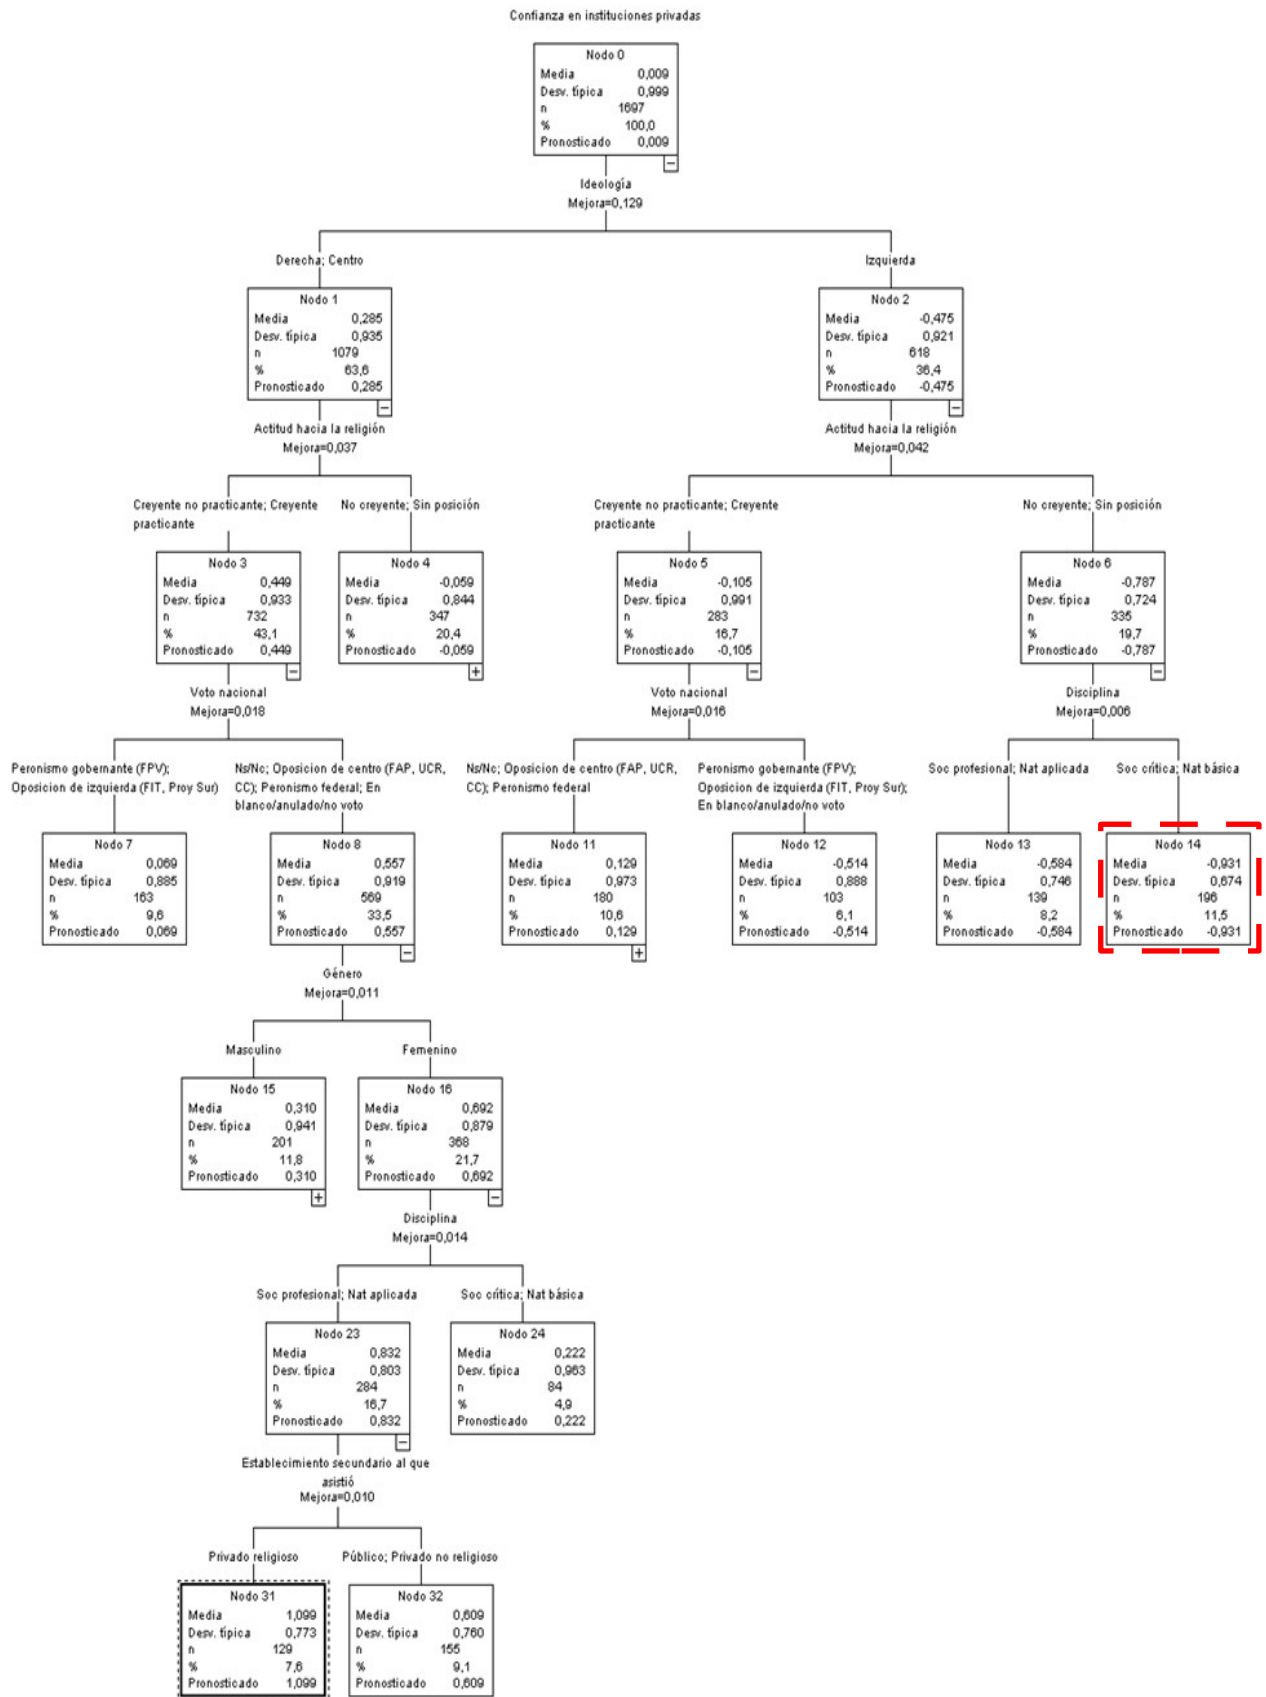 Confianza en instituciones privadas
Nodo 0
Media 0,009
Desv. típica 0,999
n 1697
% 100,0
Pronosticado 0,009
Ideología
Mejora=0,129
Derecha; Centro
Izquierda
Nodo 1
Media 0,285
Desv. típica 0,935
n 1079
% 63,6
Pronosticado 0,285
Nodo 2
Media -0,475
Desv. típica 0,921
n 618
% 36,4
Pronosticado -0,475
Actitud hacia la religión
Mejora=0,037
Actitud hacia la religión
Mejora=0,042
Creyente no practicante; Creyente
practicante
No creyente; Sin posición
Creyente no practicante; Creyente
practicante
No creyente; Sin posición
Nodo 3
Media 0,449
Desv. típica 0,933
n 732
% 43,1
Pronosticado 0,449
Nodo 4
Media -0,059
Desv. típica 0,844
n 347
% 20,4
Pronosticado -0,059
Nodo 5
Media -0,105
Desv. típica 0,991
n 283
% 16,7
Pronosticado -0,105
Nodo 6
Media -0,787
Desv. típica 0,724
n 335
% 19,7
Pronosticado -0,787
Voto nacional
Mejora=0,018
Voto nacional
Mejora=0,016
Disciplina
Mejora=0,006
Peronismo gobernante (FPV);
Oposicion de izquierda (FIT, Proy Sur)
Ns/Nc; Oposicion de centro (FAP, UCR,
CC); Peronismo federal; En
blanco/anulado/no voto
Ns/Nc; Oposicion de centro (FAP, UCR,
CC); Peronismo federal
Peronismo gobernante (FPV);
Oposicion de izquierda (FIT, Proy Sur);
En blanco/anulado/no voto
Soc profesional; Nat aplicada
Soc crítica; Nat básica
Nodo 7
Media 0,069
Desv. típica 0,885
n 163
% 9,6
Pronosticado 0,069
Nodo 8
Media 0,557
Desv. típica 0,919
n 569
% 33,5
Pronosticado 0,557
Nodo 11
Media 0,129
Desv. típica 0,973
n 180
% 10,6
Pronosticado 0,129
Nodo 12
Media -0,514
Desv. típica 0,888
n 103
% 6,1
Pronosticado -0,514
Nodo 13
Media -0,584
Desv. típica 0,746
n 139
% 8,2
Pronosticado -0,584
Nodo 14
Media -0,931
Desv. típica 0,674
n 196
% 11,5
Pronosticado -0,931
Género
Mejora=0,011
Masculino
Femenino
Nodo 15
Media 0,310
Desv. típica 0,941
n 201
% 11,8
Pronosticado 0,310
Nodo 16
Media 0,692
Desv. típica 0,879
n 368
% 21,7
Pronosticado 0,692
Disciplina
Mejora=0,014
Soc profesional; Nat aplicada
Soc crítica; Nat básica
Nodo 23
Media 0,832
Desv. típica 0,803
n 284
% 16,7
Pronosticado 0,832
Nodo 24
Media 0,222
Desv. típica 0,963
n 84
% 4,9
Pronosticado 0,222
Establecimiento secundario al que
asistió
Mejora=0,010
Privado religioso
Público; Privado no religioso
Nodo 31
Media 1,099
Desv. típica 0,773
n 129
% 7,6
Pronosticado 1,099
Nodo 32
Media 0,609
Desv. típica 0,760
n 155
% 9,1
Pronosticado 0,609